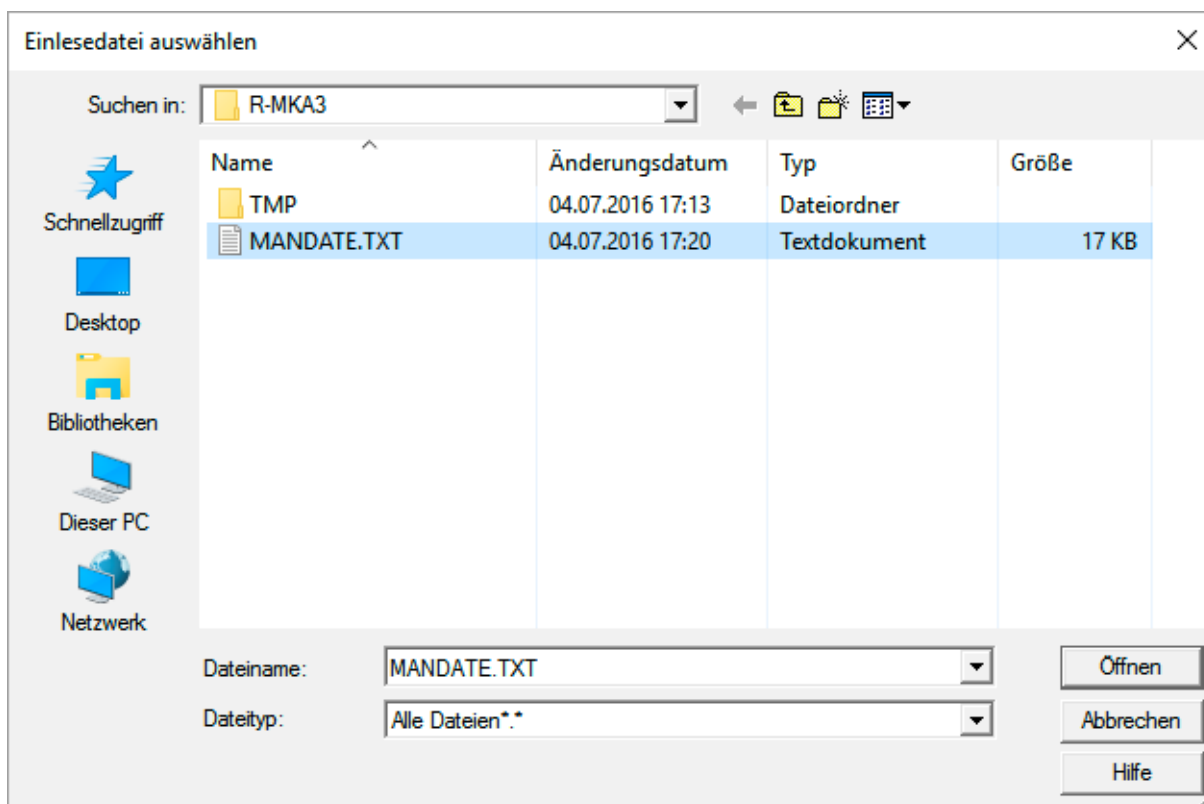 Einlesedatei auswählen
Suchen in: R-MKA3
Name Änderungsdatum Typ Größe
TMP 04.07.2016 17:13 Dateiordner
MANDATE.TXT 04.07.2016 17:20 Textdokument 17 KB
Schnellzugriff
Desktop
Bibliotheken
Dieser PC
Netzwerk
Dateiname: MANDATE.TXT Öffnen
Dateityp: Alle Dateien*.* Abbrechen
Hilfe